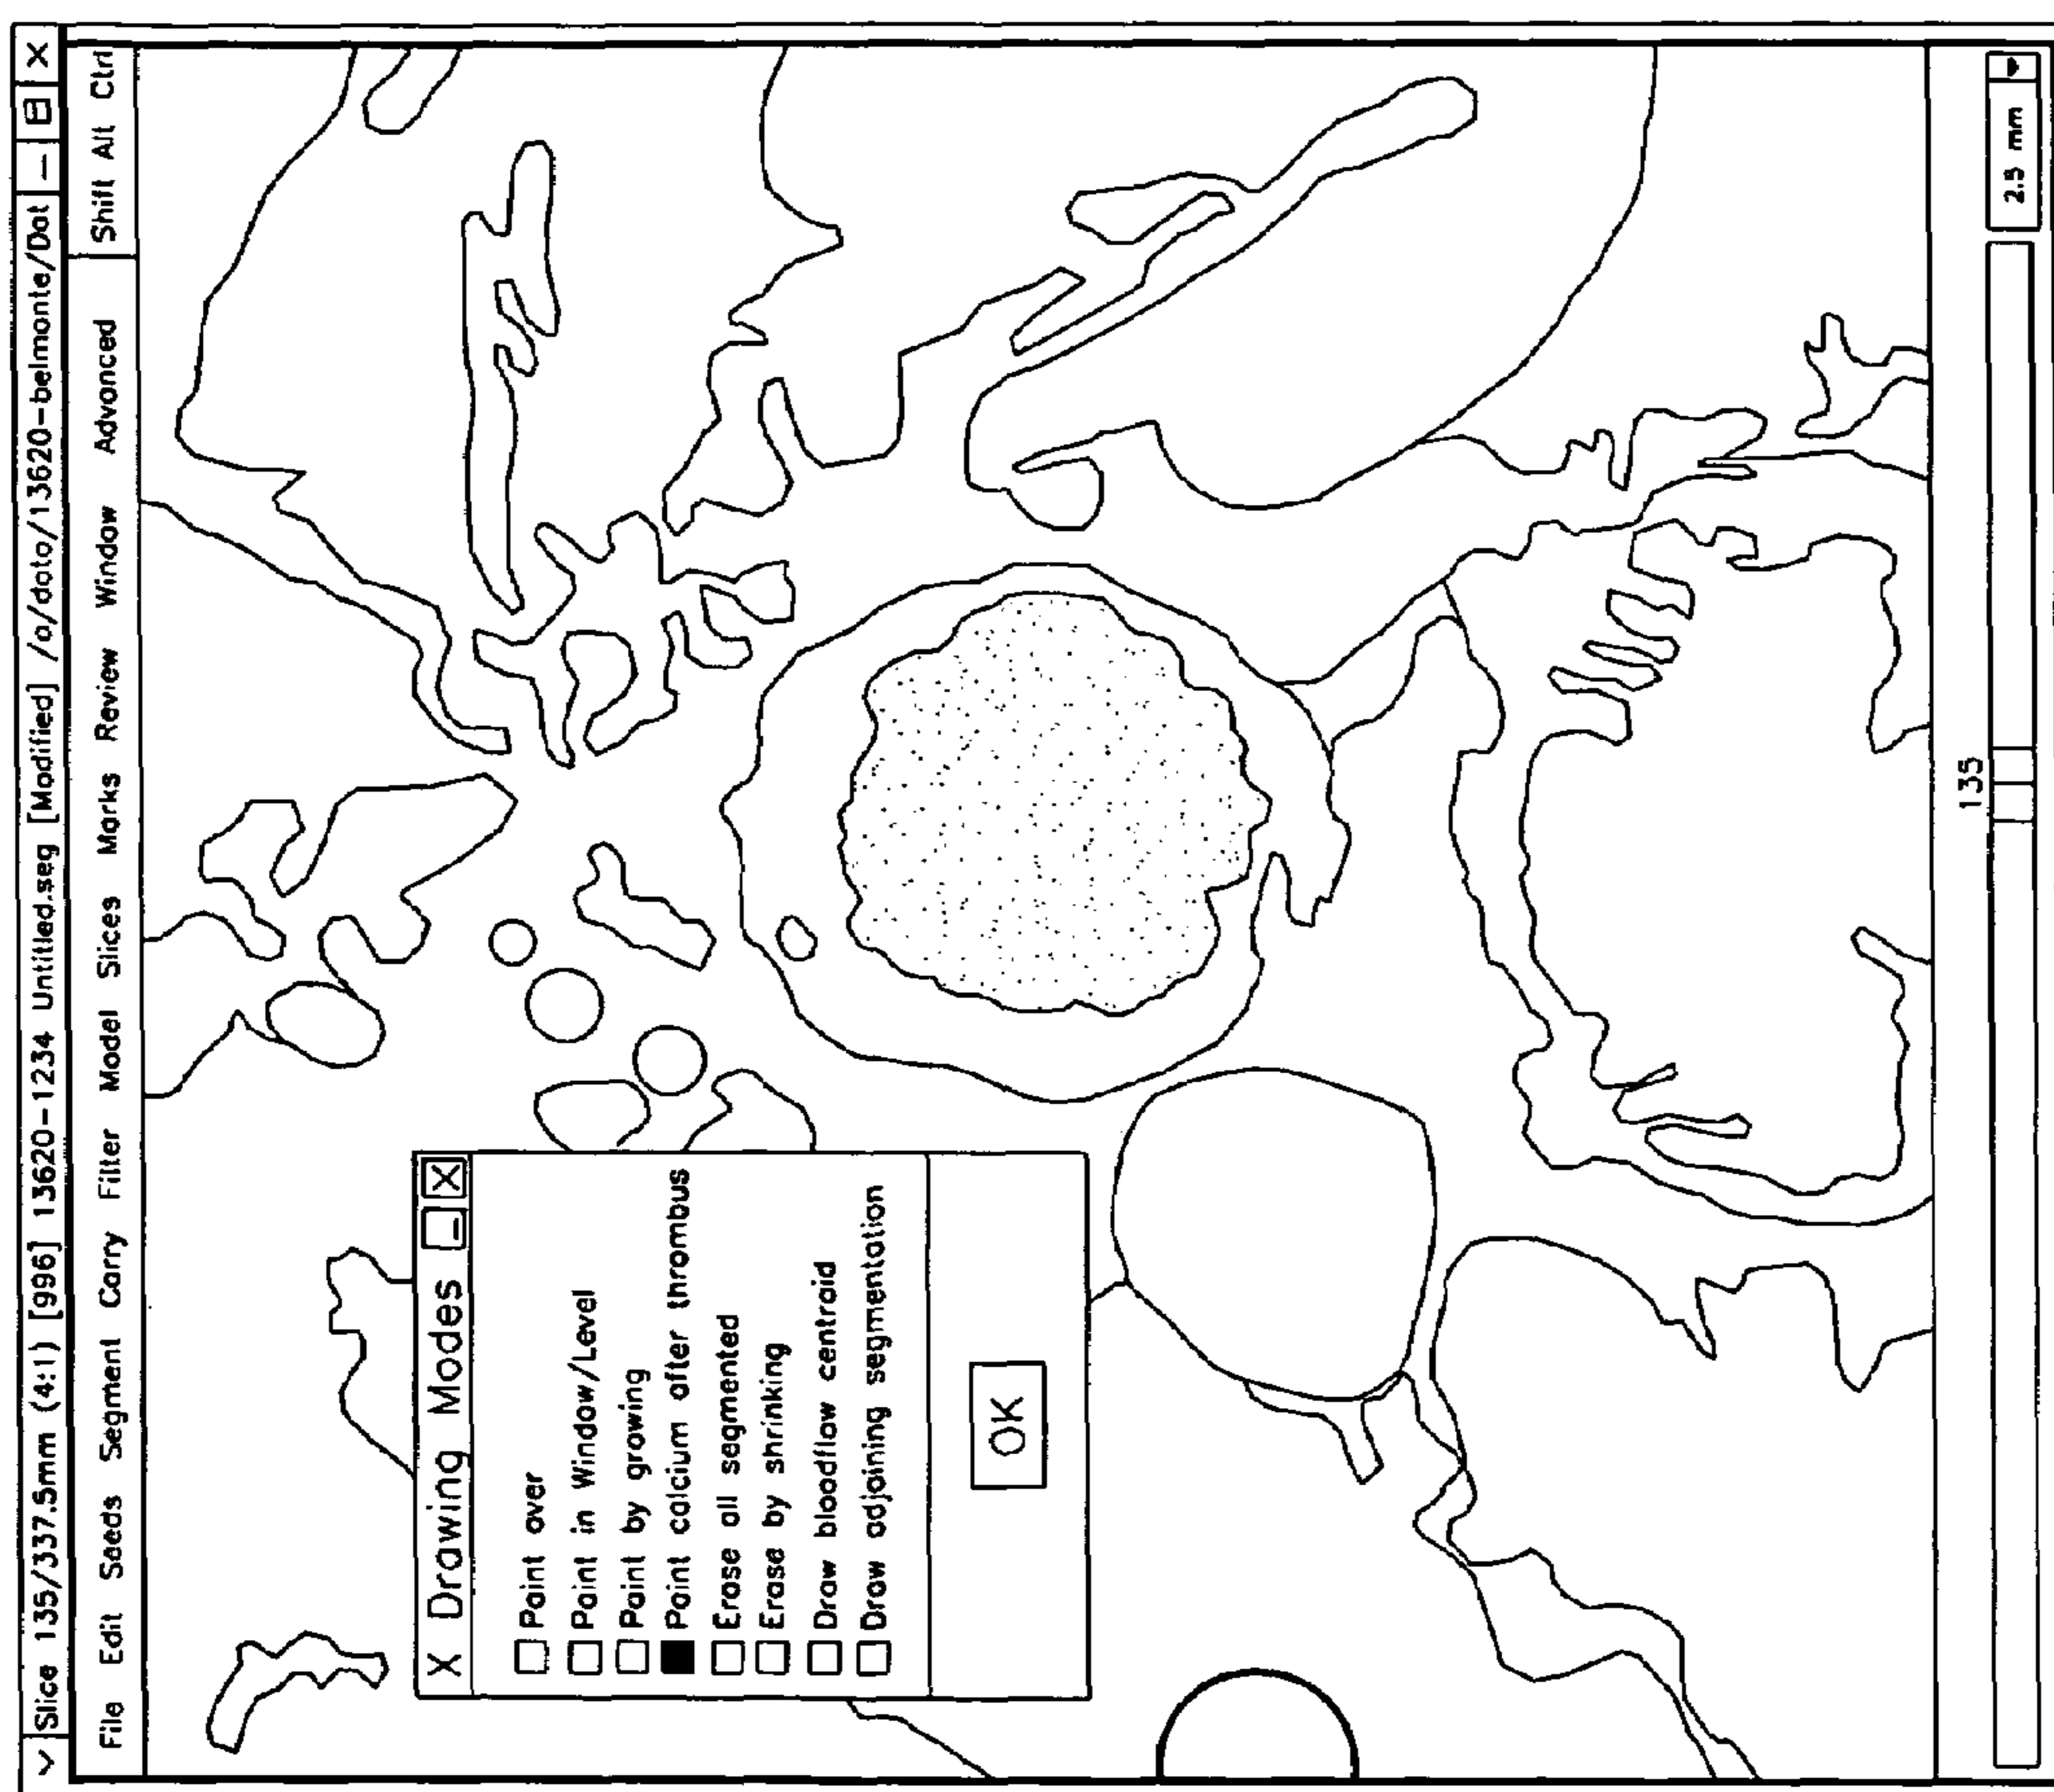 Slice 135/337.5mm (4:1) [996] 13620-1234 Untitled.seg [Modified] /a/data/13620-belmonte/Dat
File Edit Seeds Segment Carry Filter Model Slices Marks Review Window Advanced Shift Alt Ctrl
X Drawing Modes
Paint over
Paint in Window/Level
Paint by growing
Paint calcium after thrombus
Erase all segmented
Erase by shrinking
Draw bloodflow centroid
Draw adjoining segmentation
OK
135
2.5 mm